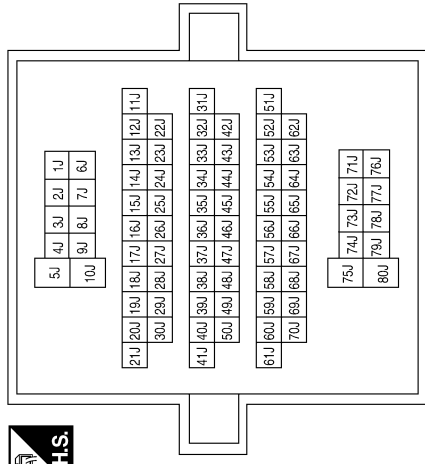 H.S.
5J 4J 3J 2J 1J
10J 9J 8J 7J 6J
21J 20J 19J 18J 17J 16J 15J 14J 13J 12J 11J
30J 29J 28J 27J 26J 25J 24J 23J 22J
41J 40J 39J 38J 37J 36J 35J 34J 33J 32J 31J
50J 49J 48J 47J 46J 45J 44J 43J 42J
61J 60J 59J 58J 57J 56J 55J 54J 53J 52J 51J
70J 69J 68J 67J 66J 65J 64J 63J 62J
75J 74J 73J 72J 71J
80J 79J 78J 77J 76J